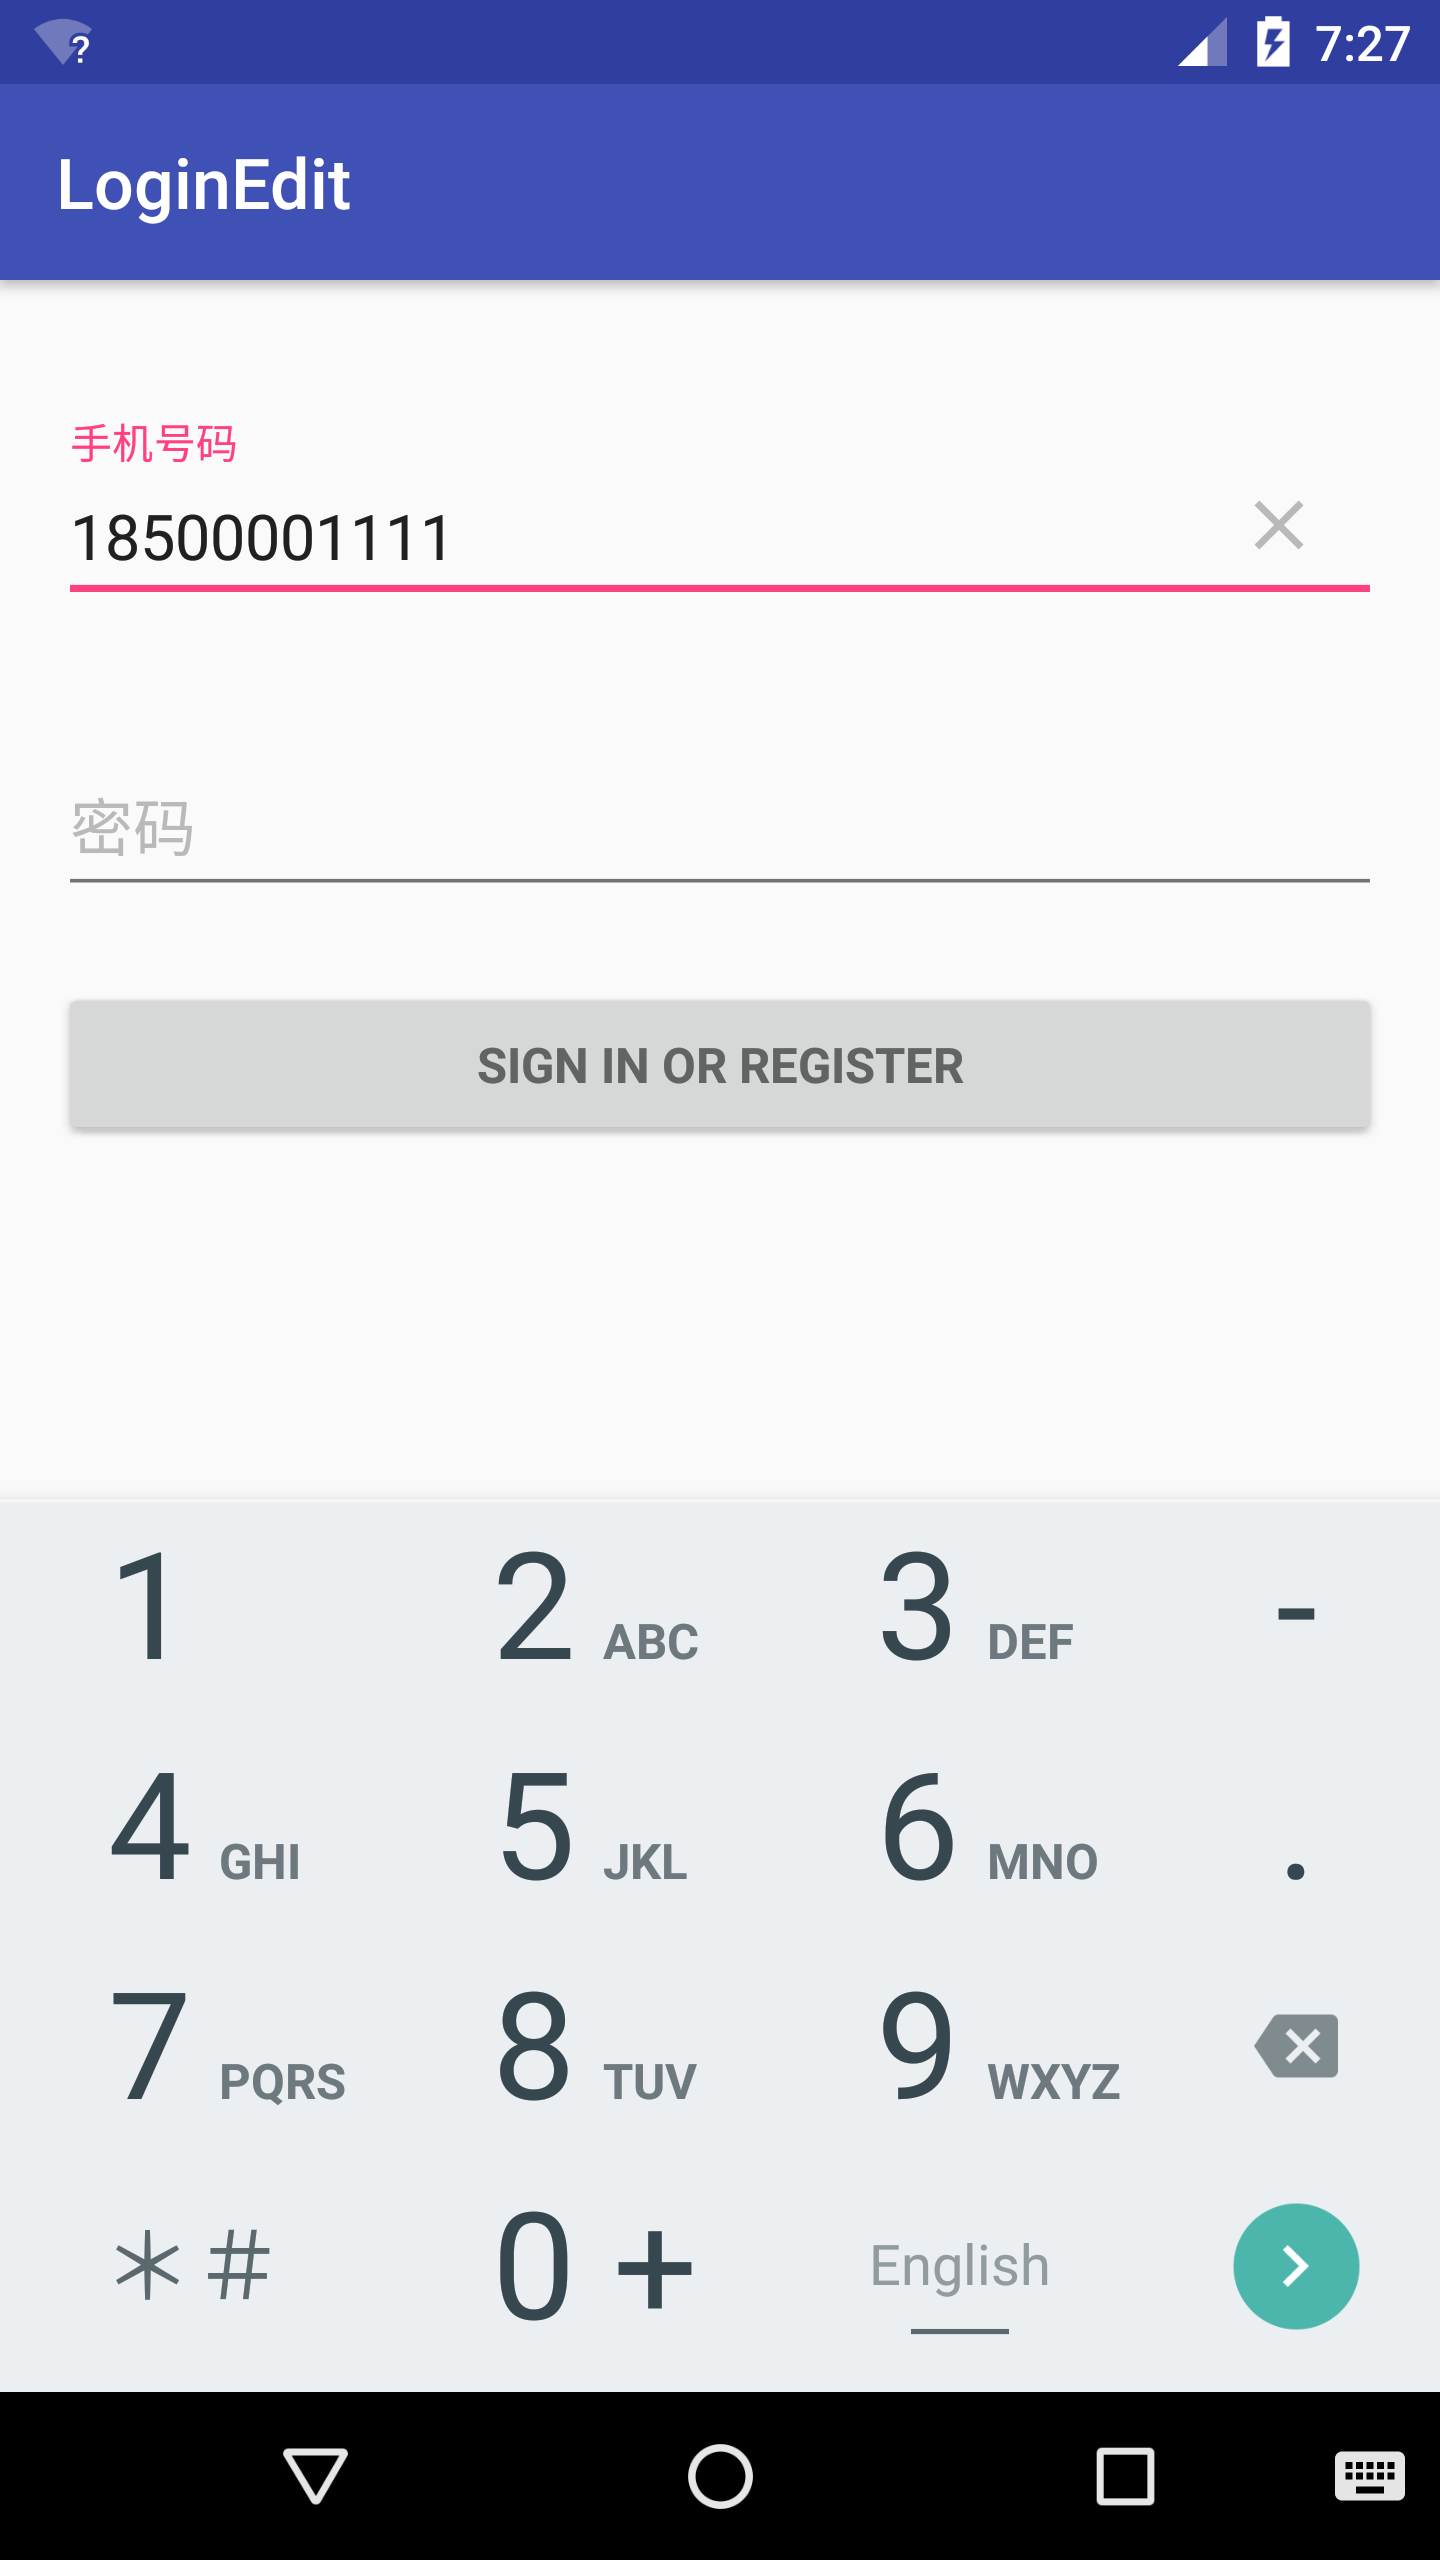 7:27
LoginEdit
手机号码
18500001111
密码
SIGN IN OR REGISTER
1 2 ABC 3 DEF -
4 GHI 5 JKL 6 MNO .
7 PQRS 8 TUV 9 WXYZ
* # 0 + English